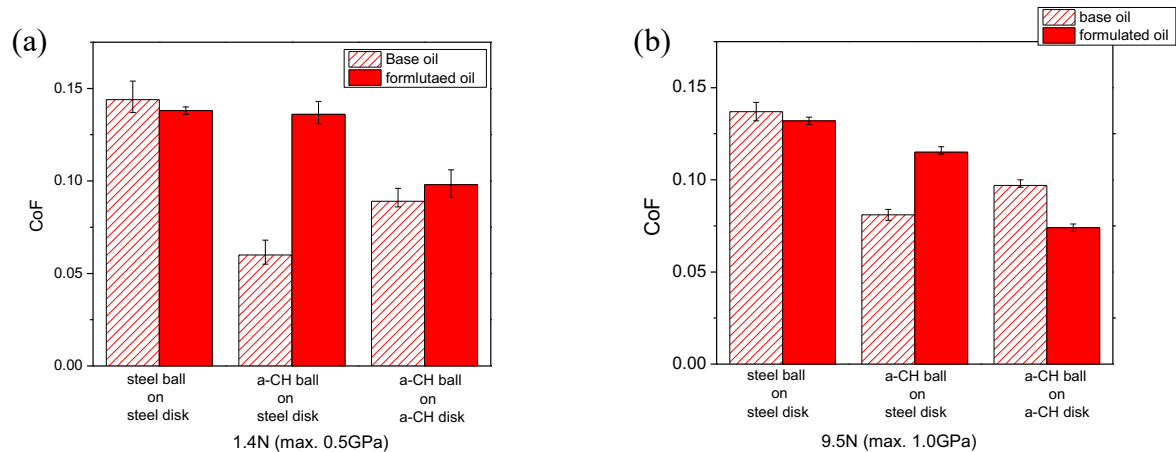 (a)
Base oil
formlutaed oil
0.15
0.10
0.05
0.00
CoF
steel ball
on
steel disk
a-CH ball
on
steel disk
a-CH ball
on
a-CH disk
1.4N (max. 0.5GPa)
(b)
base oil
formulated oil
0.15
0.10
0.05
0.00
CoF
steel ball
on
steel disk
a-CH ball
on
steel disk
a-CH ball
on
a-CH disk
9.5N (max. 1.0GPa)